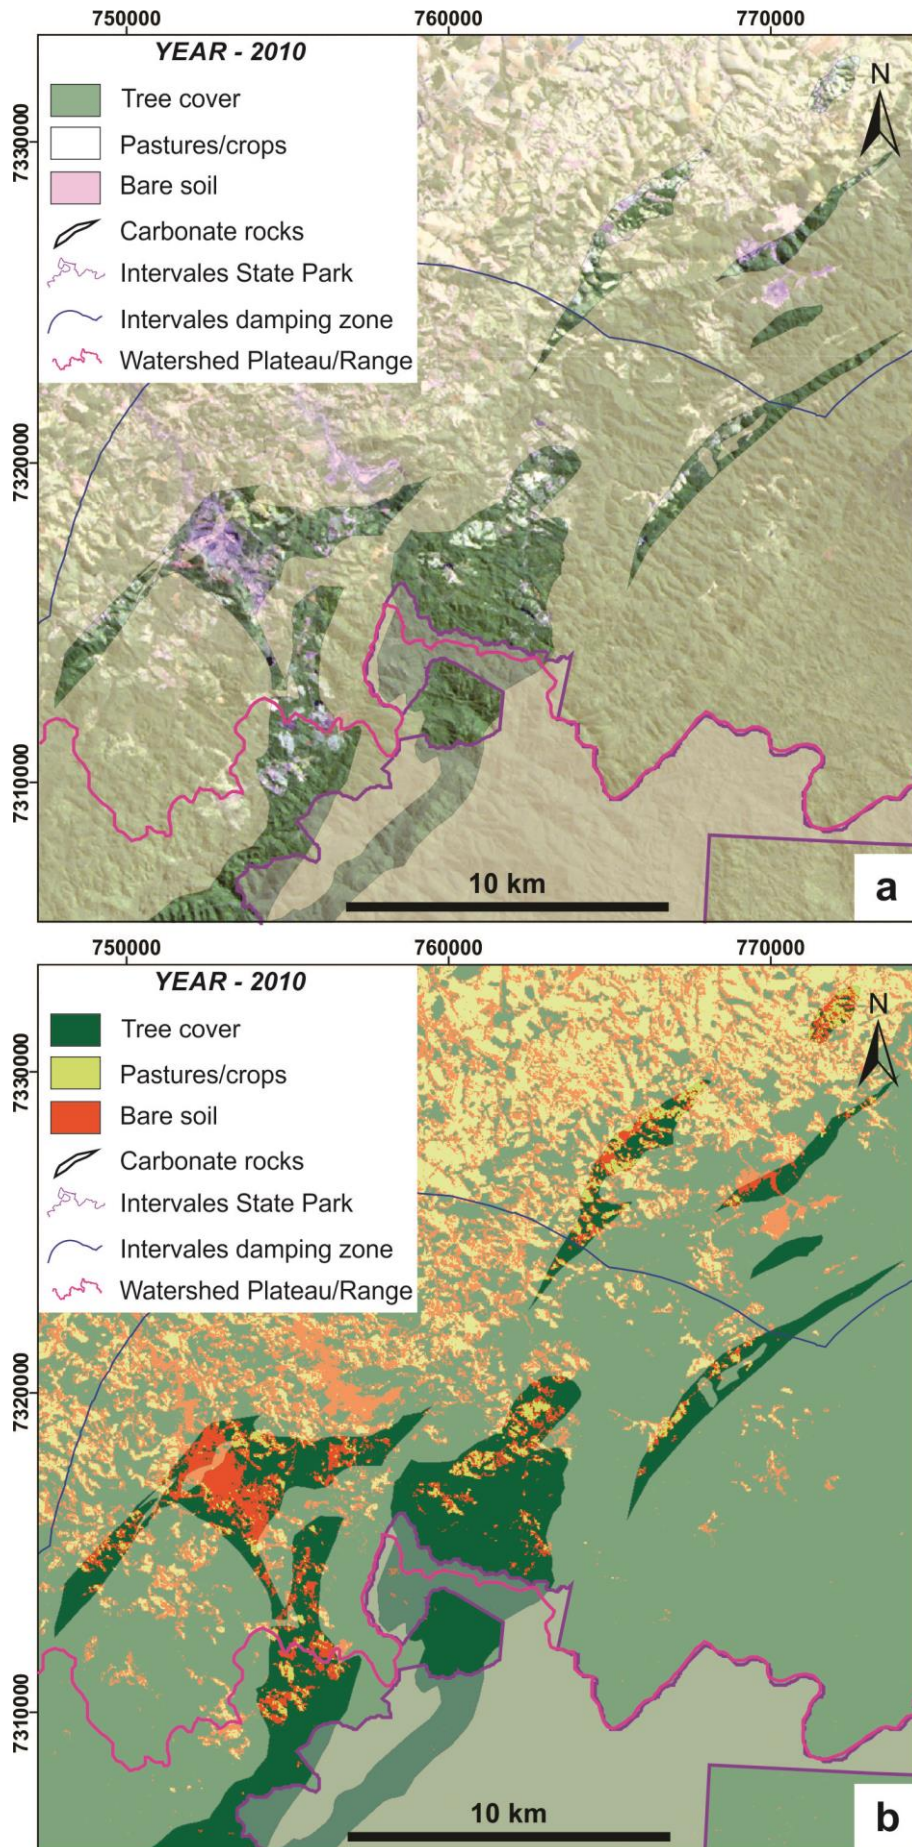 750000 760000 770000
YEAR - 2010
Tree cover
Pastures/crops
Bare soil
Carbonate rocks
Intervales State Park
Intervales damping zone
Watershed Plateau/Range
N
7330000
7320000
7310000
10 km
a
750000 760000 770000
YEAR - 2010
Tree cover
Pastures/crops
Bare soil
Carbonate rocks
Intervales State Park
Intervales damping zone
Watershed Plateau/Range
N
7330000
7320000
7310000
10 km
b